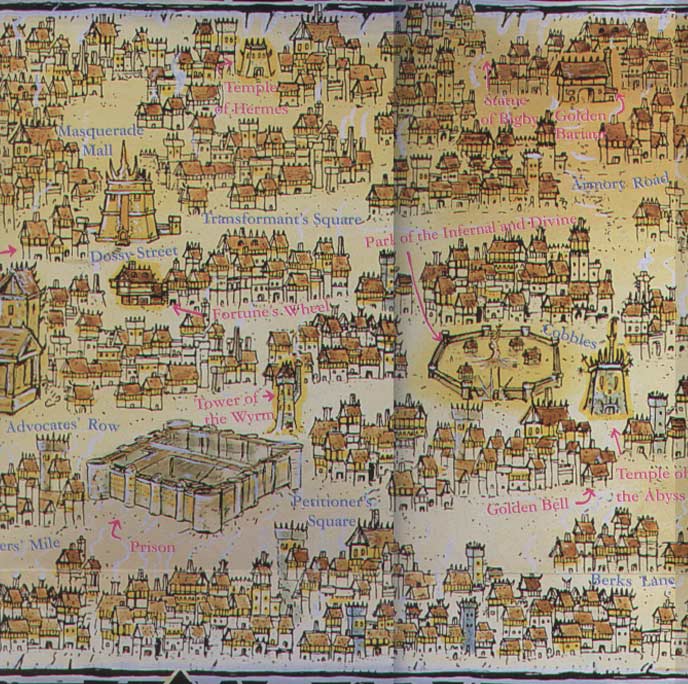 Temple
of Hermes
Statue
of Bigby
Golden
Bariaur
Masquerade
Mall
Armory Road
Transformant's Square
Park of the Infernal and Divine
Dossy Street
Fortune's Wheel
Cobbles
Tower of
the Wyrm
Advocates' Row
Temple of
the Abyss
Golden Bell
Petitioner's
Square
ers' Mile
Prison
Berks' Lane